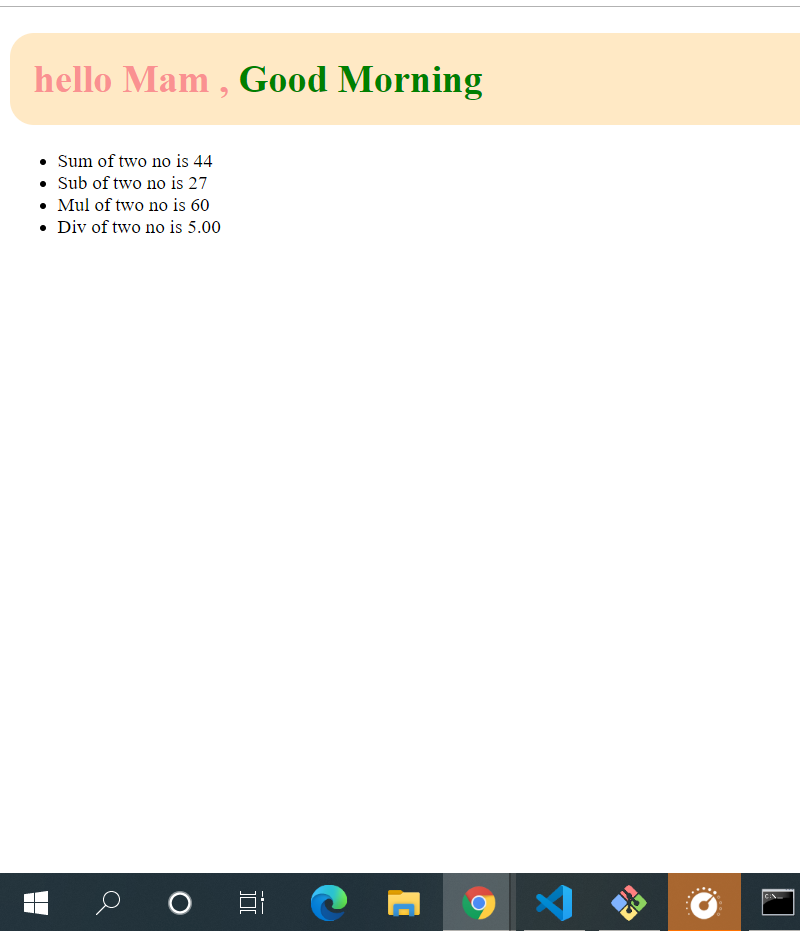 hello Mam , Good Morning
Sum of two no is 44
Sub of two no is 27
Mul of two no is 60
Div of two no is 5.00